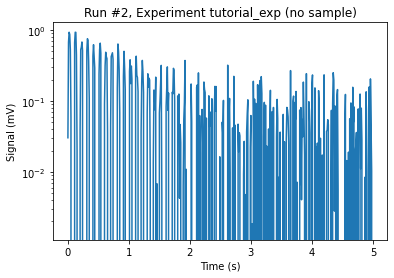 Run #2, Experiment tutorial_exp (no sample)
10⁰
10⁻¹
10⁻²
Signal (mV)
0 1 2 3 4 5
Time (s)